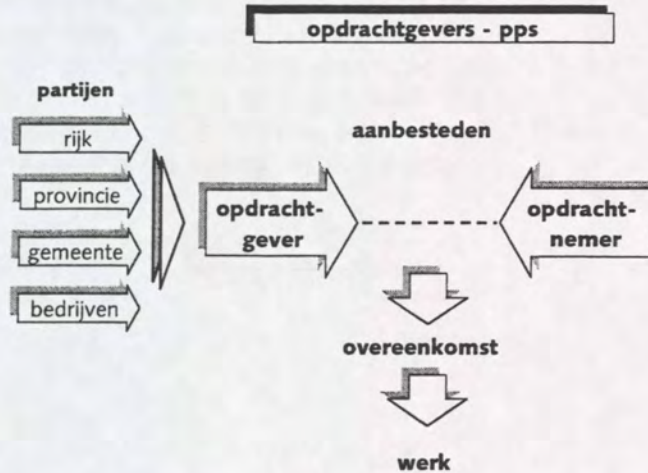 opdrachtgevers - pps
partijen
rijk
provincie
gemeente
bedrijven
aanbesteden
opdracht-
gever
opdracht-
nemer
overeenkomst
werk